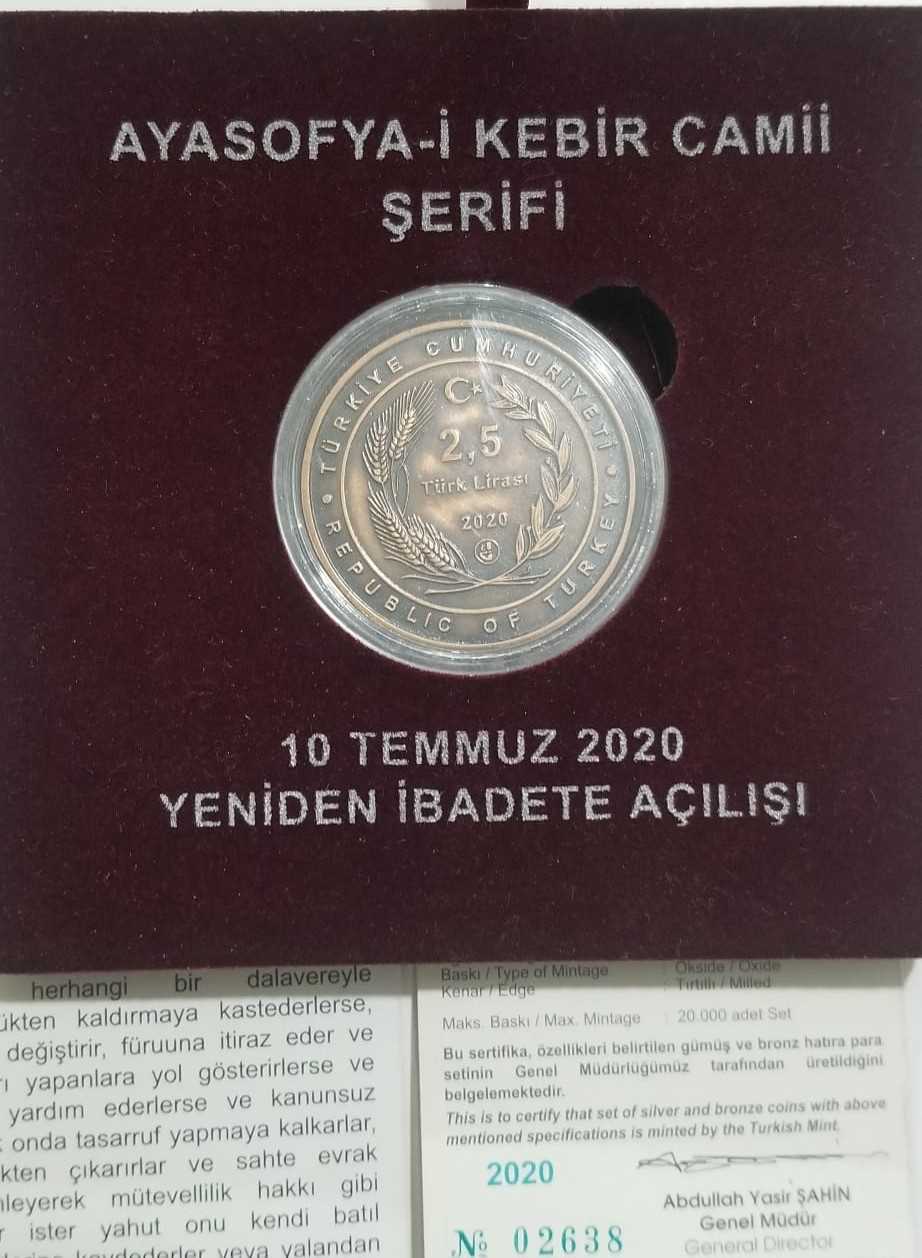 AYASOFYA-İ KEBİR CAMİİ
ŞERİFİ
TÜRKİYE CUMHURİYETİ
2,5
Türk Lirası
2020
REPUBLIC OF TURKEY
10 TEMMUZ 2020
YENİDEN İBADETE AÇILIŞI
herhangi bir dalavereyle
kaldırmaya kastederlerse,
değiştirir, füruuna itiraz eder ve
yapanlara yol gösterirlerse ve
yardım ederlerse ve kanunsuz
onda tasarruf yapmaya kalkarlar,
çıkarırlar ve sahte evrak
mütevellilik hakkı gibi
ister yahut onu kendi batıl
kaydederler veya yalandan
Baskı / Type of Mintage : Okside / Oxide
Kenar / Edge : Tırtıllı / Milled
Maks. Baskı / Max. Mintage : 20.000 adet Set
Bu sertifika, özellikleri belirtilen gümüş ve bronz hatıra para
setinin Genel Müdürlüğümüz tarafından üretildiğini
belgelemektedir.
This is to certify that set of silver and bronze coins with above
mentioned specifications is minted by the Turkish Mint.
2020
Abdullah Yasir ŞAHİN
Genel Müdür
General Director
№ 02638